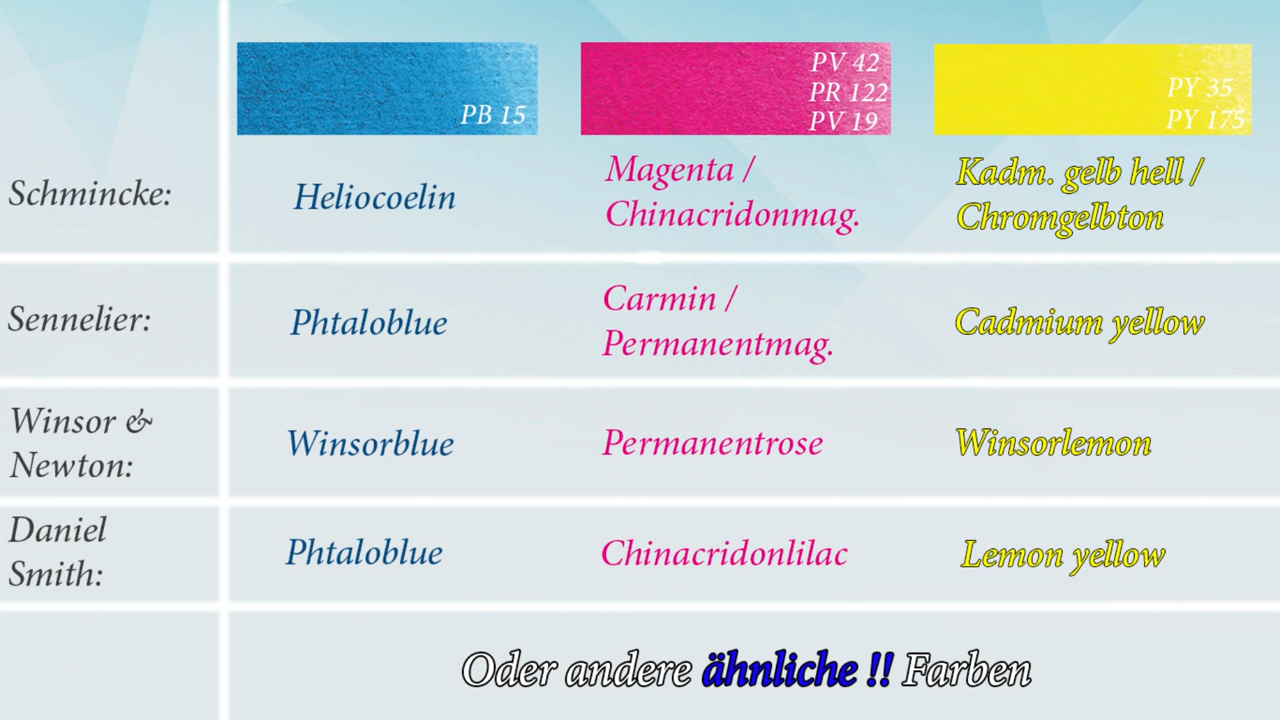 PB 15
PV 42
PR 122
PV 19
PY 35
PY 175
Schmincke:
Heliocoelin
Magenta /
Chinacridonmag.
Kadm. gelb hell /
Chromgelbton
Sennelier:
Phtaloblue
Carmin /
Permanentmag.
Cadmium yellow
Winsor &
Newton:
Winsorblue
Permanentrose
Winsorlemon
Daniel
Smith:
Phtaloblue
Chinacridonlilac
Lemon yellow
Oder andere ähnliche !! Farben